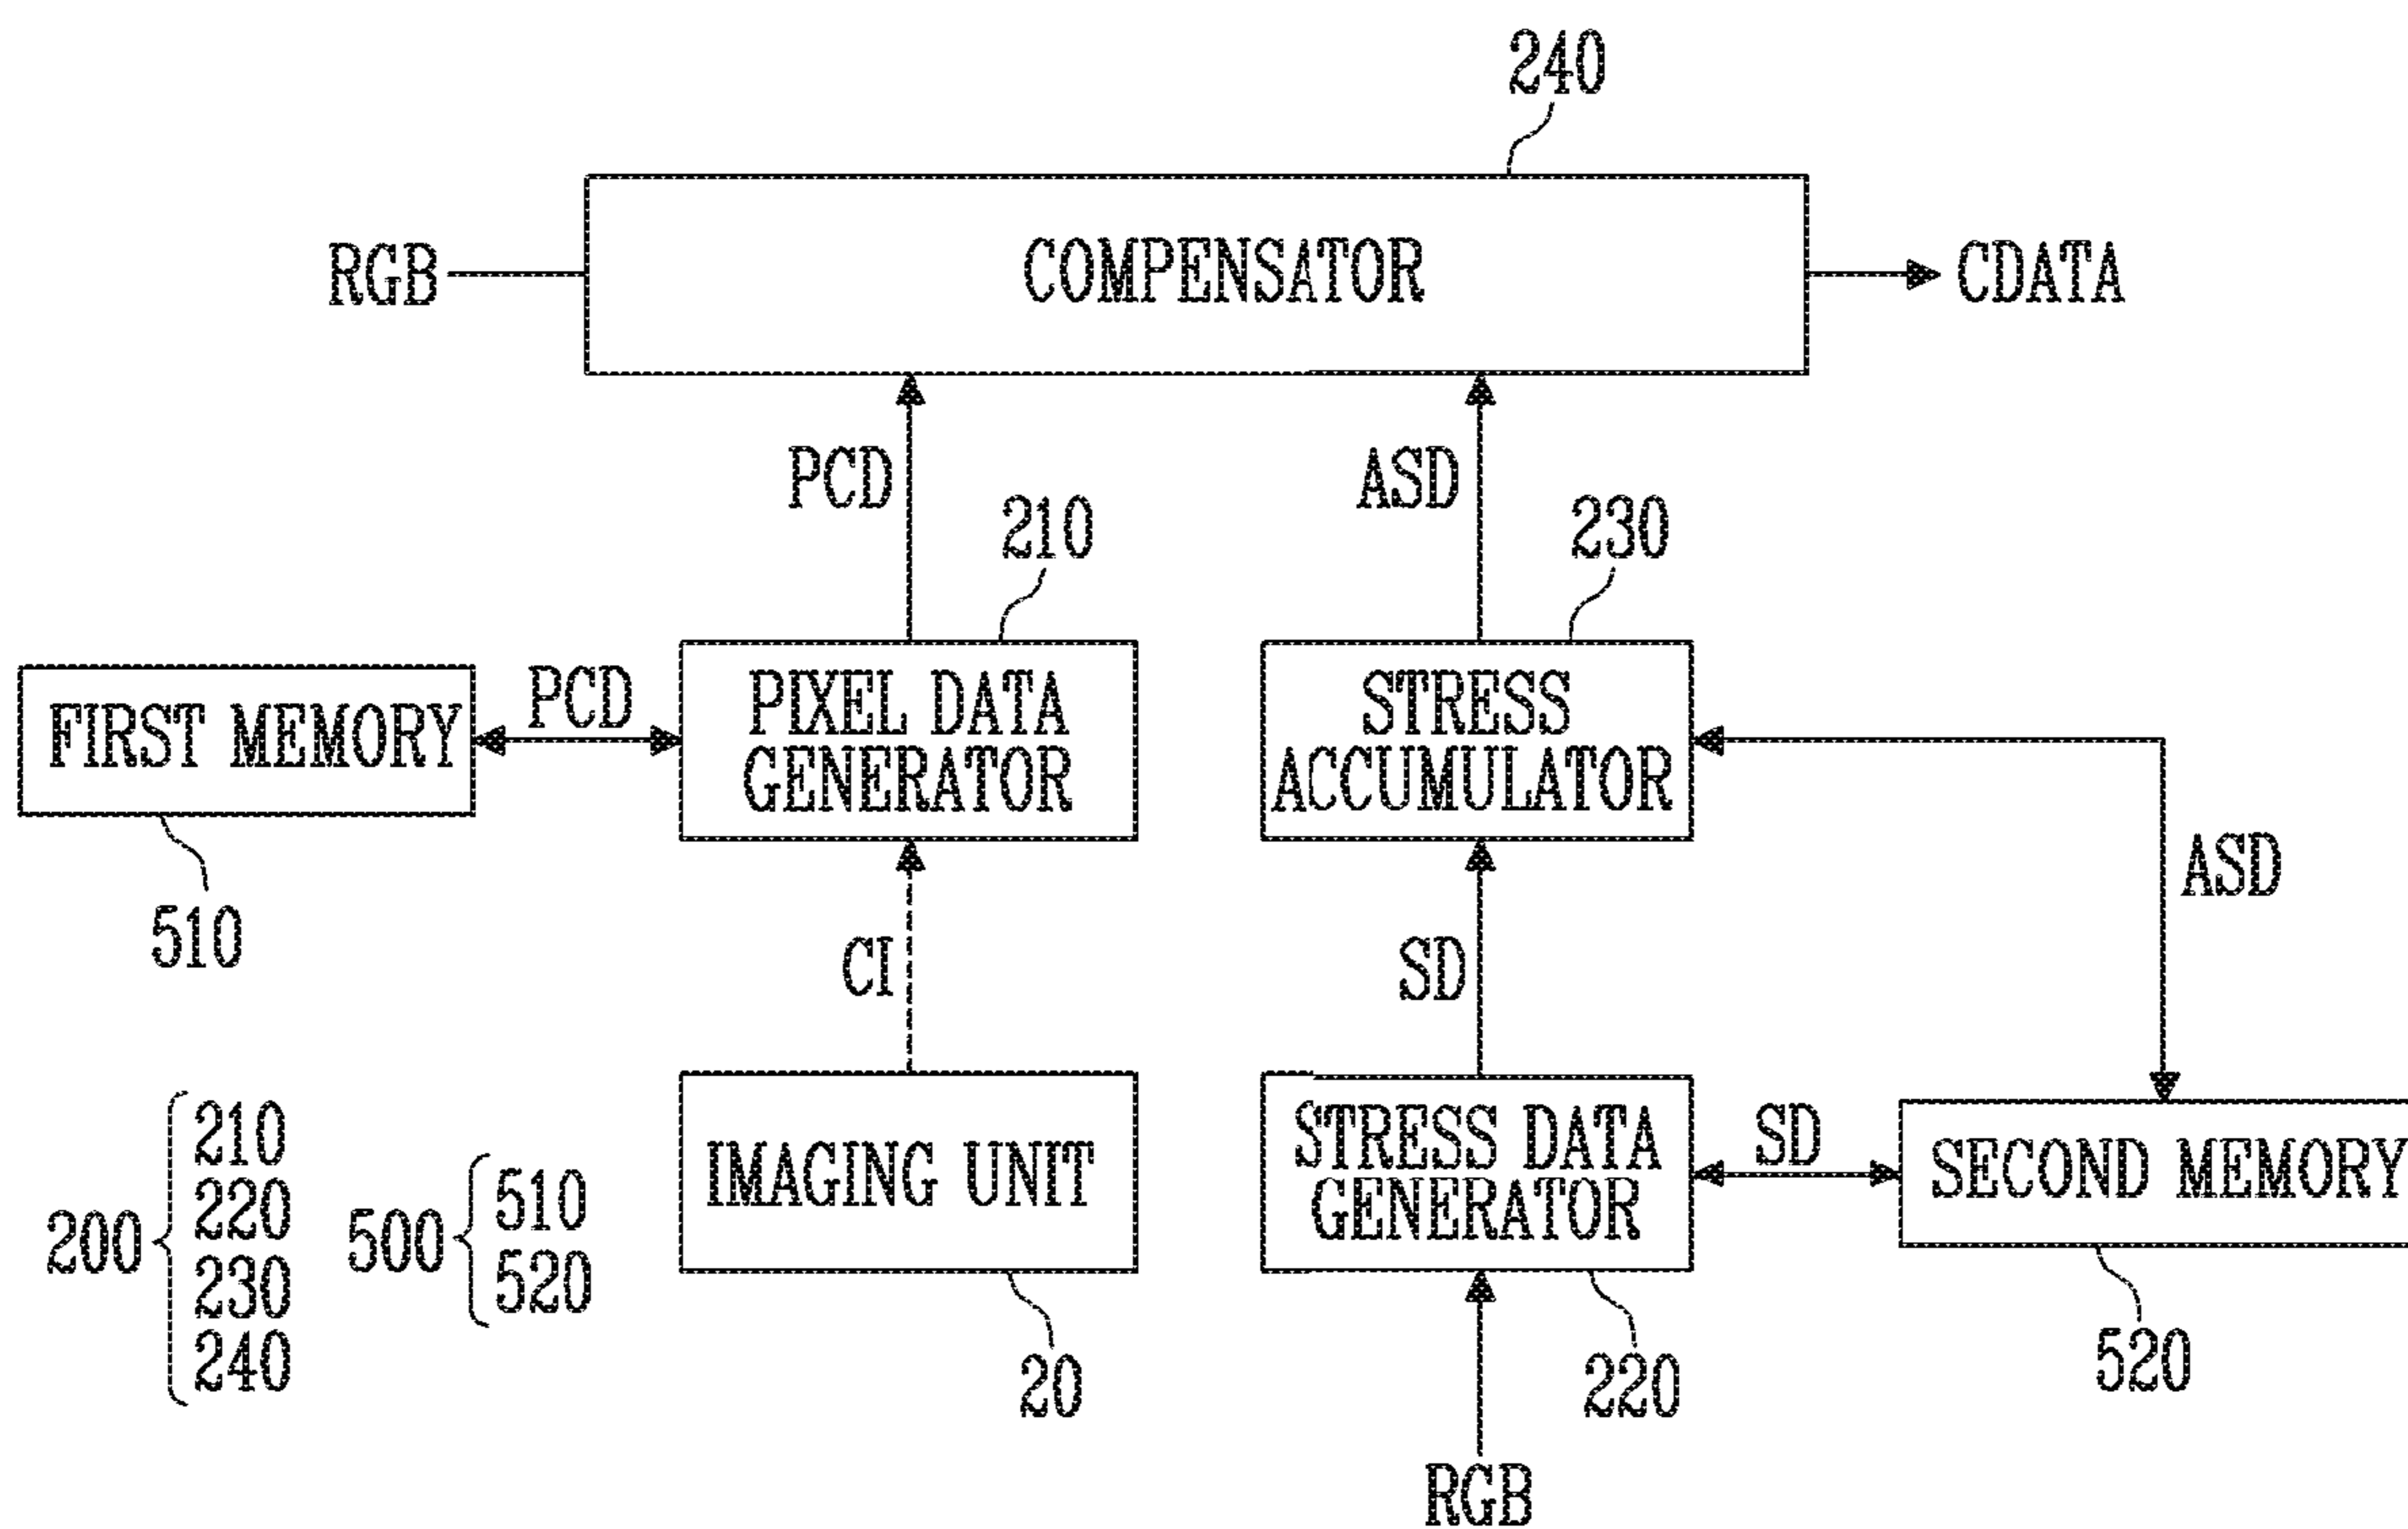 240
RGB
COMPENSATOR
CDATA
PCD
ASD
210
230
FIRST MEMORY
PCD
PIXEL DATA
GENERATOR
STRESS
ACCUMULATOR
510
CI
SD
ASD
200
210
220
230
240
500
510
520
IMAGING UNIT
STRESS DATA
GENERATOR
SD
SECOND MEMORY
20
220
520
RGB